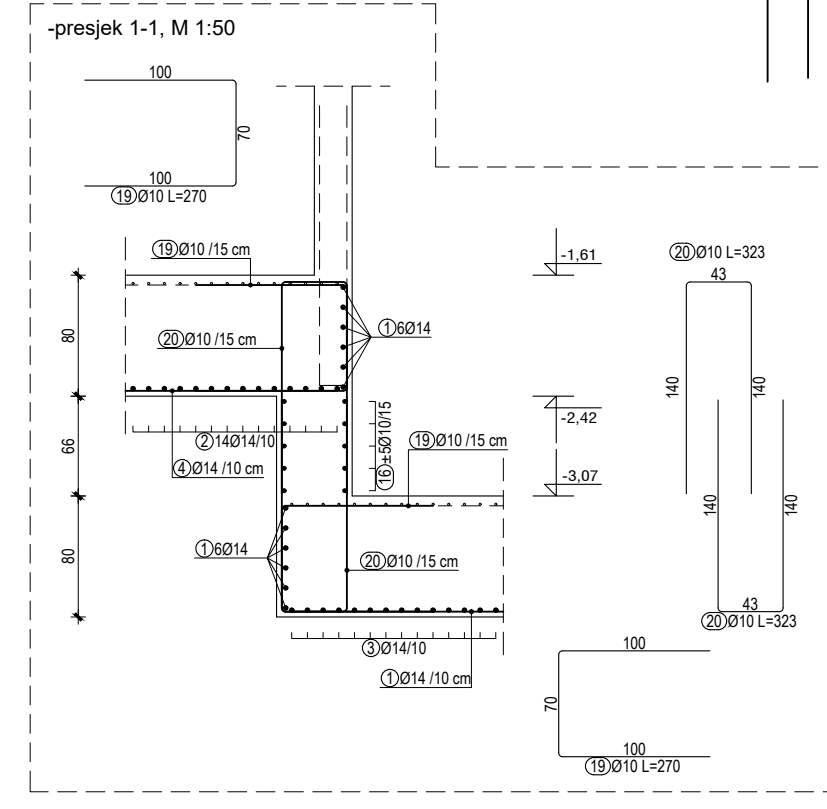 -presjek 1-1, M 1:50
100
70
100
19 Ø10 L=270
19 Ø10 /15 cm
-1,61
20 Ø10 L=323
43
80
20 Ø10 /15 cm
1 6Ø14
140
140
-2,42
66
2 14Ø14/10
16 ±5Ø10/15
19 Ø10 /15 cm
4 Ø14 /10 cm
-3,07
140
140
80
1 6Ø14
20 Ø10 /15 cm
43
20 Ø10 L=323
3 Ø14/10
1 Ø14 /10 cm
100
70
100
19 Ø10 L=270